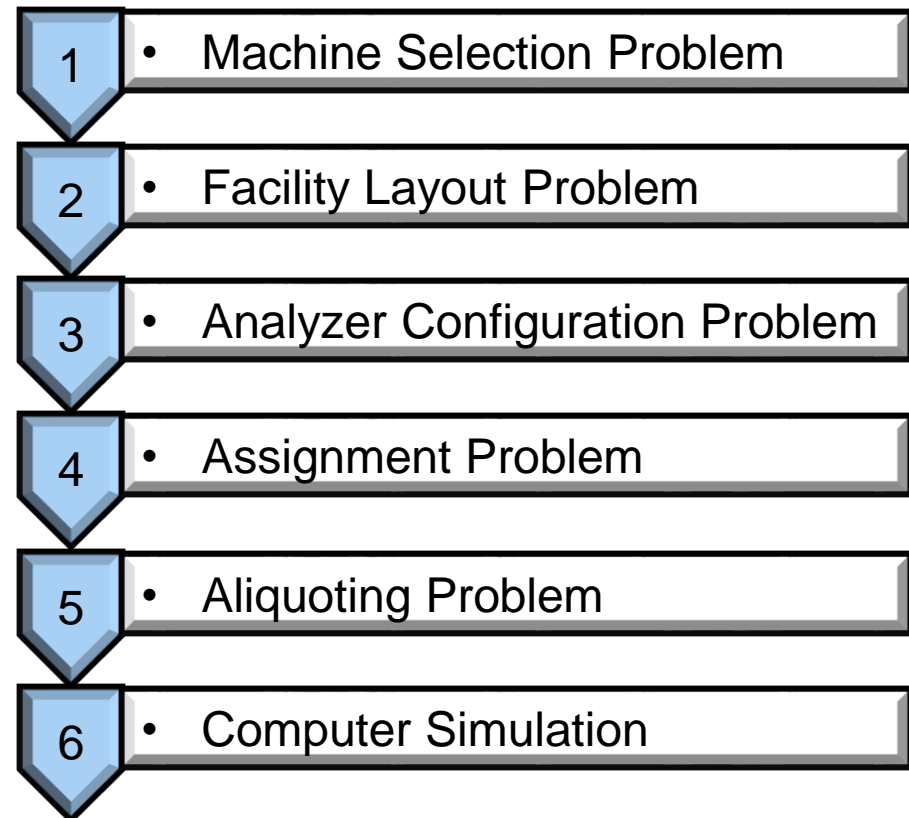 1 • Machine Selection Problem
2 • Facility Layout Problem
3 • Analyzer Configuration Problem
4 • Assignment Problem
5 • Aliquoting Problem
6 • Computer Simulation